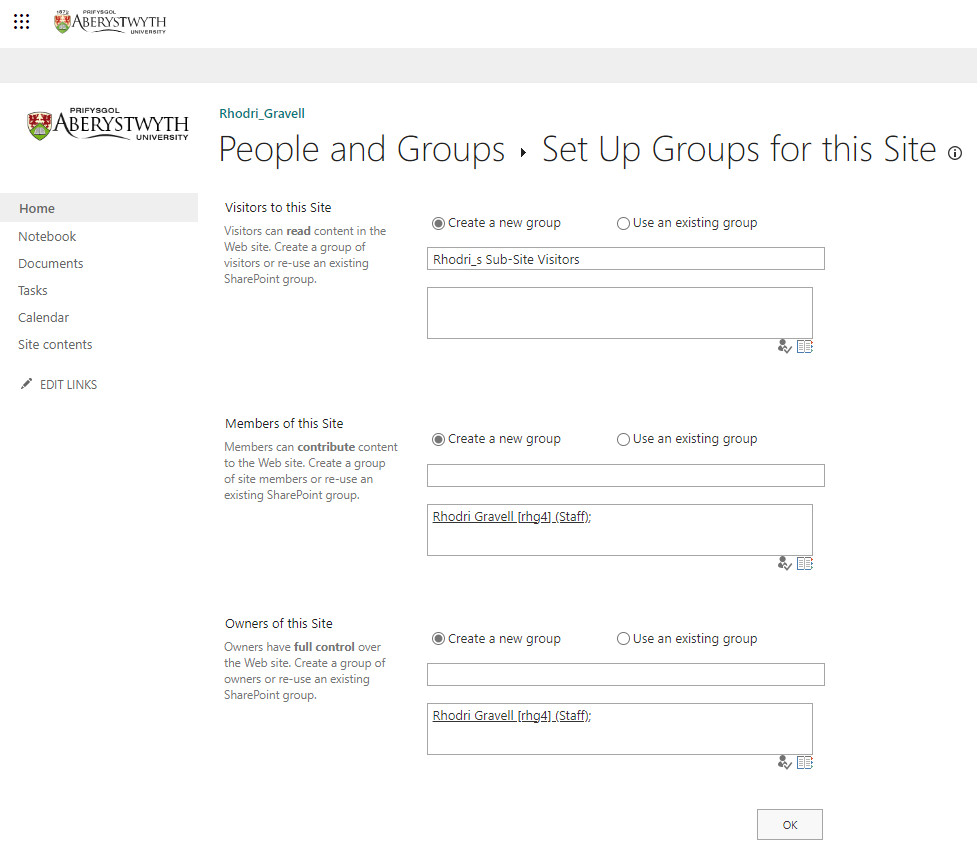 PRIFYSGOL
ABERYSTWYTH
UNIVERSITY
PRIFYSGOL
ABERYSTWYTH
UNIVERSITY
Rhodri_Gravell
People and Groups ▸ Set Up Groups for this Site
Home
Notebook
Documents
Tasks
Calendar
Site contents
EDIT LINKS
Visitors to this Site
Visitors can read content in the
Web site. Create a group of
visitors or re-use an existing
SharePoint group.
Create a new group Use an existing group
Rhodri_s Sub-Site Visitors
Members of this Site
Members can contribute content
to the Web site. Create a group
of site members or re-use an
existing SharePoint group.
Create a new group Use an existing group
Rhodri Gravell [rhg4] (Staff);
Owners of this Site
Owners have full control over
the Web site. Create a group of
owners or re-use an existing
SharePoint group.
Create a new group Use an existing group
Rhodri Gravell [rhg4] (Staff);
OK